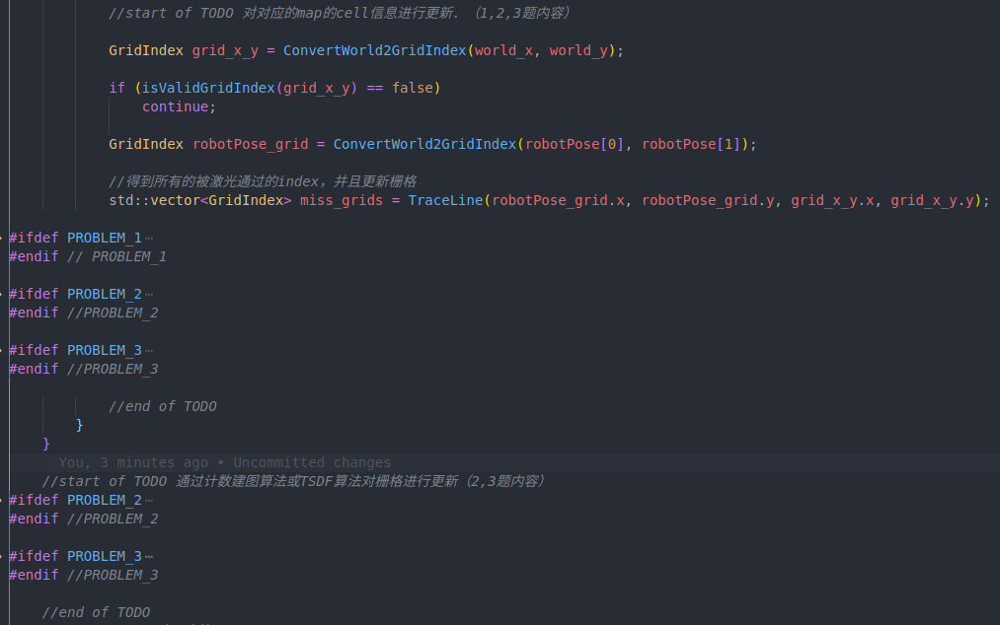 //start of TODO 对对应的map的cell信息进行更新. （1,2,3题内容）
GridIndex grid_x_y = ConvertWorld2GridIndex(world_x, world_y);
if (isValidGridIndex(grid_x_y) == false)
continue;
GridIndex robotPose_grid = ConvertWorld2GridIndex(robotPose[0], robotPose[1]);
//得到所有的被激光通过的index，并且更新栅格
std::vector<GridIndex> miss_grids = TraceLine(robotPose_grid.x, robotPose_grid.y, grid_x_y.x, grid_x_y.y);
#ifdef PROBLEM_1 ⋯
#endif // PROBLEM_1
#ifdef PROBLEM_2 ⋯
#endif //PROBLEM_2
#ifdef PROBLEM_3 ⋯
#endif //PROBLEM_3
//end of TODO
}
}
You, 3 minutes ago • Uncommitted changes
//start of TODO 通过计数建图算法或TSDF算法对栅格进行更新（2,3题内容）
#ifdef PROBLEM_2 ⋯
#endif //PROBLEM_2
#ifdef PROBLEM_3 ⋯
#endif //PROBLEM_3
//end of TODO